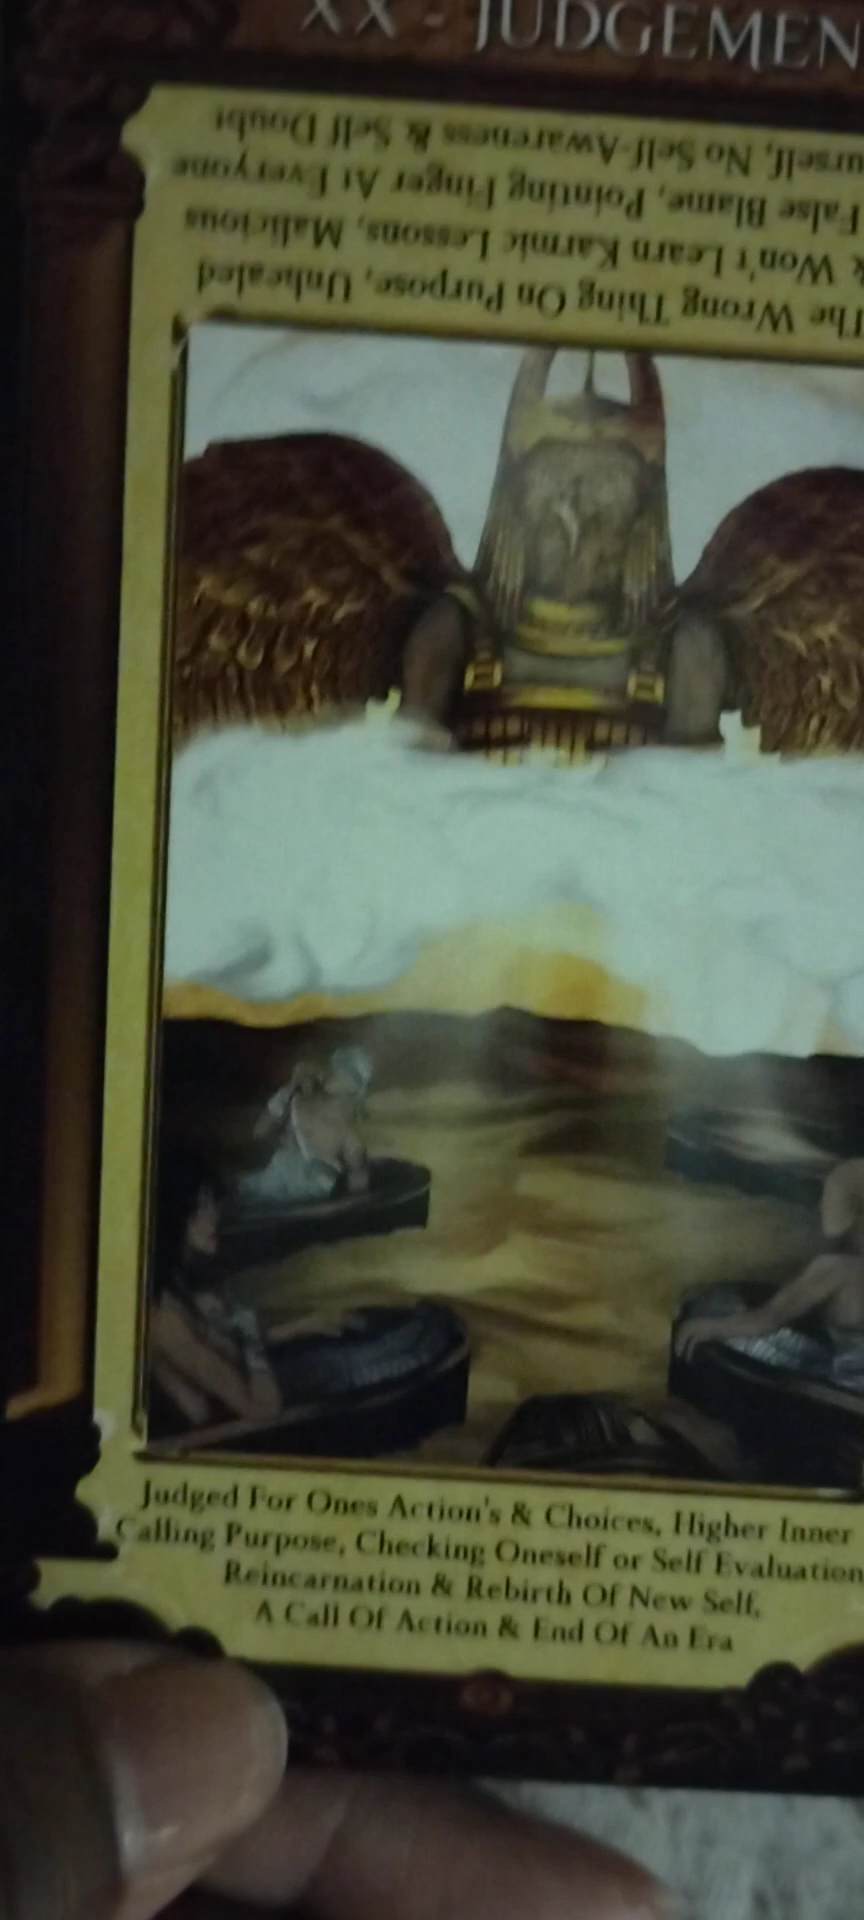 XX - JUDGEMEN
The Wrong Thing On Purpose, Unhealed
Won't Learn Karmic Lessons, Malicious
False Blame, Pointing Finger At Everyone
urself, No Self-Awareness & Self Doubt
Judged For Ones Action's & Choices, Higher Inner
Calling Purpose, Checking Oneself or Self Evaluation
Reincarnation & Rebirth Of New Self,
A Call Of Action & End Of An Era